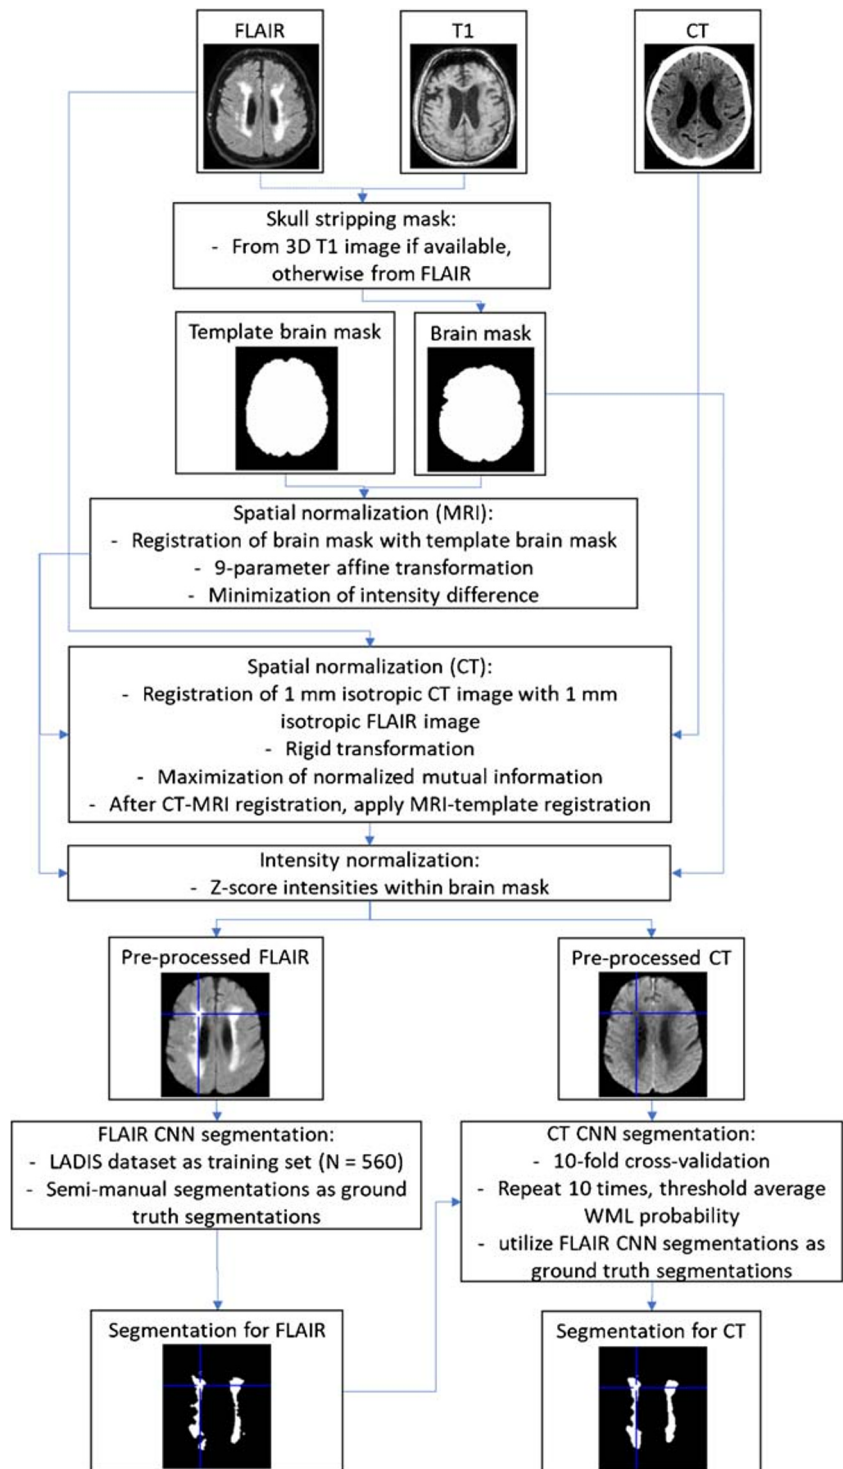 FLAIR
T1
CT
Skull stripping mask:
- From 3D T1 image if available,
otherwise from FLAIR
Template brain mask
Brain mask
Spatial normalization (MRI):
- Registration of brain mask with template brain mask
- 9-parameter affine transformation
- Minimization of intensity difference
Spatial normalization (CT):
- Registration of 1 mm isotropic CT image with 1 mm
isotropic FLAIR image
- Rigid transformation
- Maximization of normalized mutual information
- After CT-MRI registration, apply MRI-template registration
Intensity normalization:
- Z-score intensities within brain mask
Pre-processed FLAIR
Pre-processed CT
FLAIR CNN segmentation:
- LADIS dataset as training set (N = 560)
- Semi-manual segmentations as ground
truth segmentations
CT CNN segmentation:
- 10-fold cross-validation
- Repeat 10 times, threshold average
WML probability
- utilize FLAIR CNN segmentations as
ground truth segmentations
Segmentation for FLAIR
Segmentation for CT